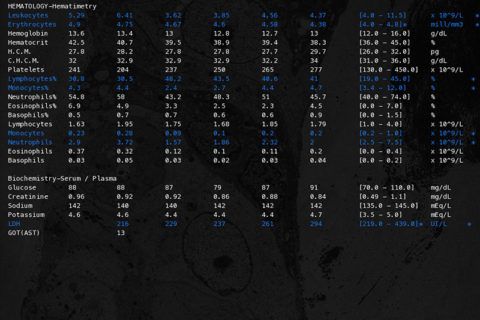 HEMATOLOGY-Hematimetry
Leukocytes 5.29 6.41 3.62 3.85 4.56 4.37 [4.0 - 11.5] x 10^9/L *
Erythrocytes 4.9 4.75 4.67 4.6 4.58 4.38 [4.0 - 4.8]* mill/mm3 *
Hemoglobin 13.6 13.4 13 12.8 12.7 13 [12.0 - 16.0] g/dL
Hematocrit 42.5 40.7 39.5 38.9 39.4 38.3 [36.0 - 45.0] %
H.C.M. 27.8 28.2 27.8 27.8 27.7 29.7 [26.0 - 32.0] pg
C.H.C.M. 32 32.9 32.9 32.9 32.2 34 [31.0 - 36.0] g/dL
Platelets 241 204 237 250 265 277 [130.0 - 450.0] x 10^9/L
Lymphocytes% 30.8 30.5 48.2 43.5 40.6 41 [19.0 - 45.0] % *
Monocytes% 4.3 4.4 2.4 2.7 4.4 4.7 [3.4 - 12.0] % *
Neutrophils% 54.8 58 43.2 48.3 51 45.7 [40.0 - 74.0] %
Eosinophils% 6.9 4.9 3.3 2.5 2.3 4.5 [0.0 - 7.0] %
Basophils% 0.5 0.7 0.7 0.6 0.6 0.9 [0.0 - 1.5] %
Lymphocytes 1.63 1.95 1.75 1.68 1.85 1.79 [1.0 - 4.0] x 10^9/L
Monocytes 0.23 0.28 0.09 0.1 0.2 0.2 [0.2 - 1.0] x 10^9/L *
Neutrophils 2.9 3.72 1.57 1.86 2.32 2 [2.5 - 7.5] x 10^9/L *
Eosinophils 0.37 0.32 0.12 0.1 0.11 0.2 [0.0 - 0.4] x 10^9/L
Basophils 0.03 0.05 0.03 0.02 0.03 0.04 [0.0 - 0.2] x 10^9/L
Biochemistry-Serum / Plasma
Glucose 88 88 87 79 87 91 [70.0 - 110.0] mg/dL
Creatinine 0.96 0.92 0.92 0.86 0.88 0.84 [0.49 - 1.1] mg/dL
Sodium 142 140 140 142 142 142 [135.0 - 145.0] mEq/L
Potassium 4.6 4.6 4.4 4.4 4.4 4.7 [3.5 - 5.0] mEq/L
LDH 216 229 237 261 294 [219.0 - 439.0]* UI/L *
GOT(AST) 13